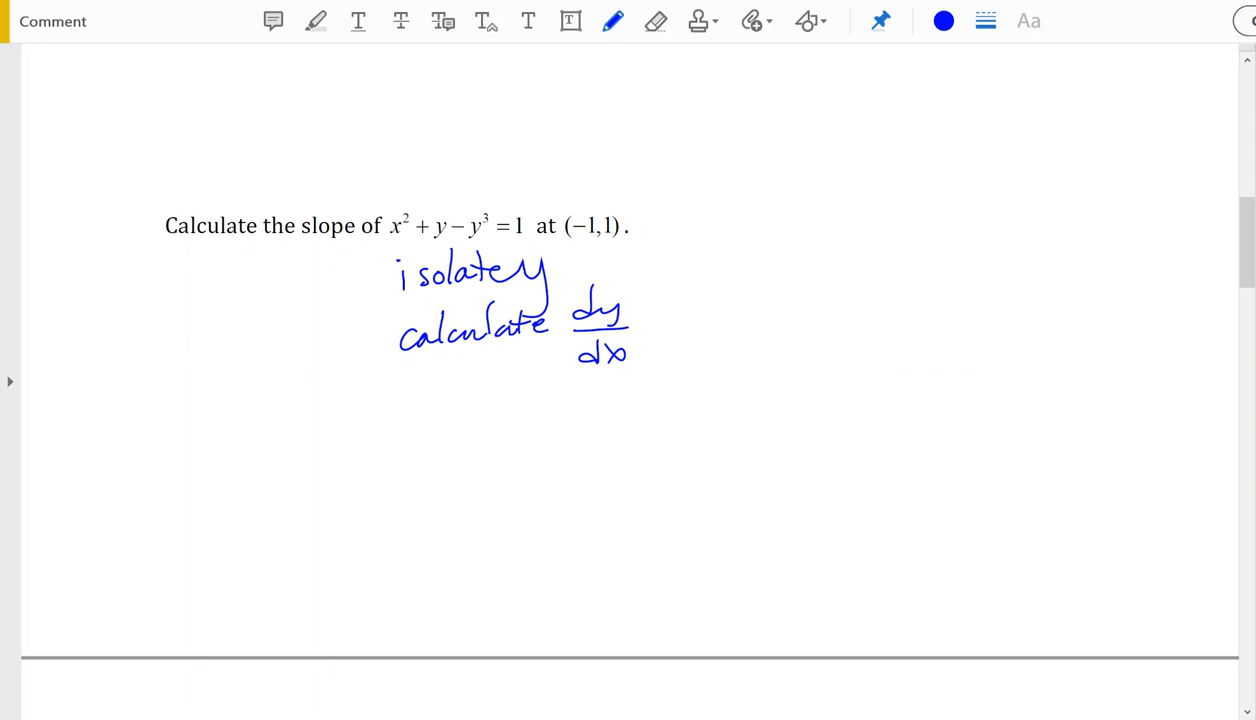 Comment
Aa
Calculate the slope of x² + y − y³ = 1 at (−1,1).
isolate y
calculate dy/dx